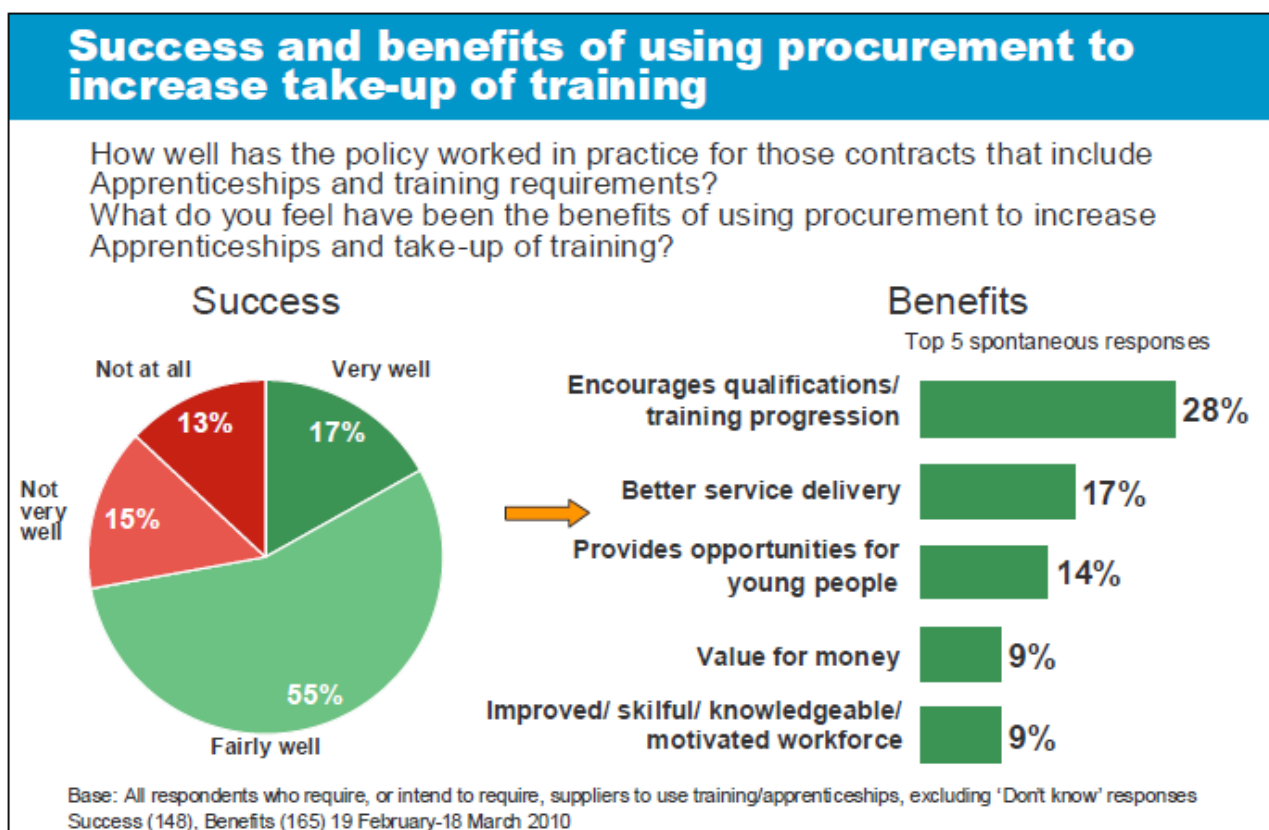 Success and benefits of using procurement to
increase take-up of training
How well has the policy worked in practice for those contracts that include
Apprenticeships and training requirements?
What do you feel have been the benefits of using procurement to increase
Apprenticeships and take-up of training?
Success
Not at all
Very well
13%
17%
Not
very
well
15%
55%
Fairly well
Benefits
Top 5 spontaneous responses
Encourages qualifications/
training progression
28%
Better service delivery
17%
Provides opportunities for
young people
14%
Value for money
9%
Improved/ skilful/ knowledgeable/
motivated workforce
9%
Base: All respondents who require, or intend to require, suppliers to use training/apprenticeships, excluding ‘Don't know’ responses
Success (148), Benefits (165) 19 February-18 March 2010